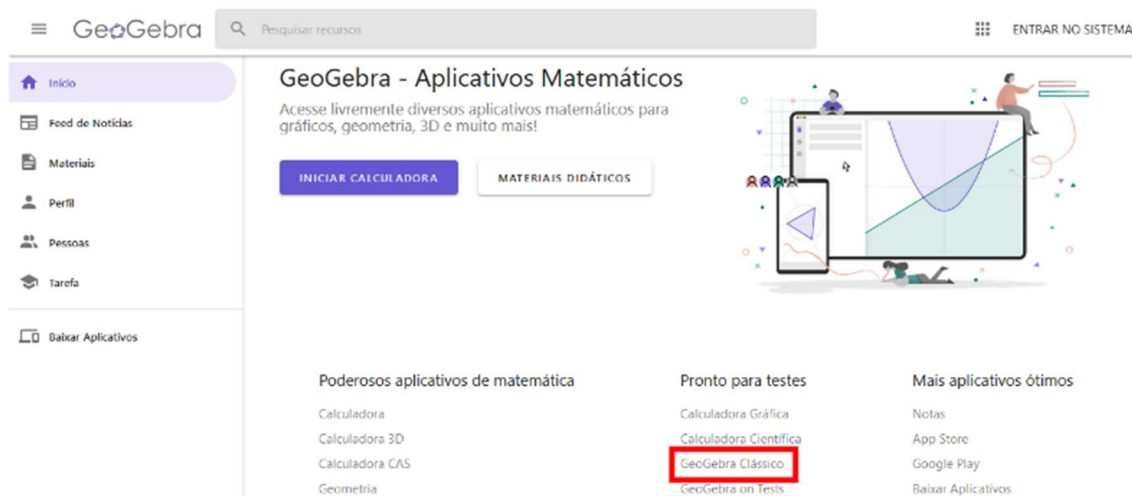 GeoGebra
Pesquisar recursos
ENTRAR NO SISTEMA
Início
Feed de Notícias
Materiais
Perfil
Pessoas
Tarefa
Baixar Aplicativos
GeoGebra - Aplicativos Matemáticos
Acesse livremente diversos aplicativos matemáticos para
gráficos, geometria, 3D e muito mais!
INICIAR CALCULADORA
MATERIAIS DIDÁTICOS
Poderosos aplicativos de matemática
Calculadora
Calculadora 3D
Calculadora CAS
Geometria
Pronto para testes
Calculadora Gráfica
Calculadora Científica
GeoGebra Clássico
GeoGebra on Tests
Mais aplicativos ótimos
Notas
App Store
Google Play
Baixar Aplicativos